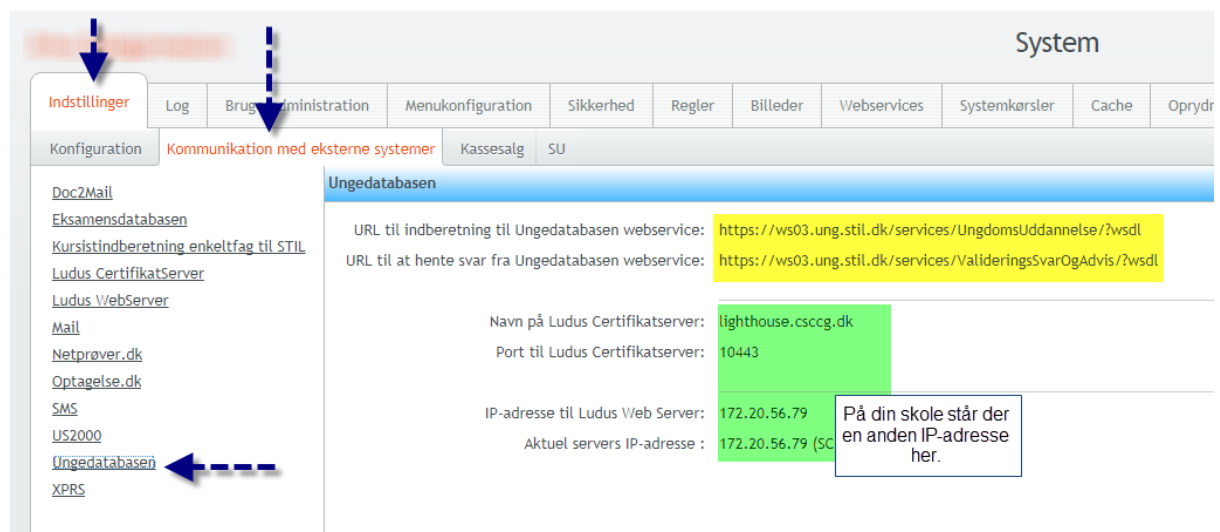 System
Indstillinger Log Menukonfiguration Sikkerhed Regler Billeder Webservices Systemkørsler Cache
Konfiguration Kommunikation med eksterne systemer Kassesalg SU
Doc2Mail
Eksamensdatabasen
Kursistindberetning enkeltfag til STIL
Ludus CertifikatServer
Ludus WebServer
Mail
Netprøver.dk
Optagelse.dk
SMS
US2000
Ungedatabasen
XPRS
Ungedatabasen
URL til indberetning til Ungedatabasen webservice: https://ws03.ung.stil.dk/services/UngdomsUddannelse/?wsdl
URL til at hente svar fra Ungedatabasen webservice: https://ws03.ung.stil.dk/services/ValideringsSvarOgAdvis/?wsdl
Navn på Ludus Certifikatserver: lighthouse.csccg.dk
Port til Ludus Certifikatserver: 10443
IP-adresse til Ludus Web Server: 172.20.56.79
Aktuel servers IP-adresse : 172.20.56.79 (SC
På din skole står der
en anden IP-adresse
her.